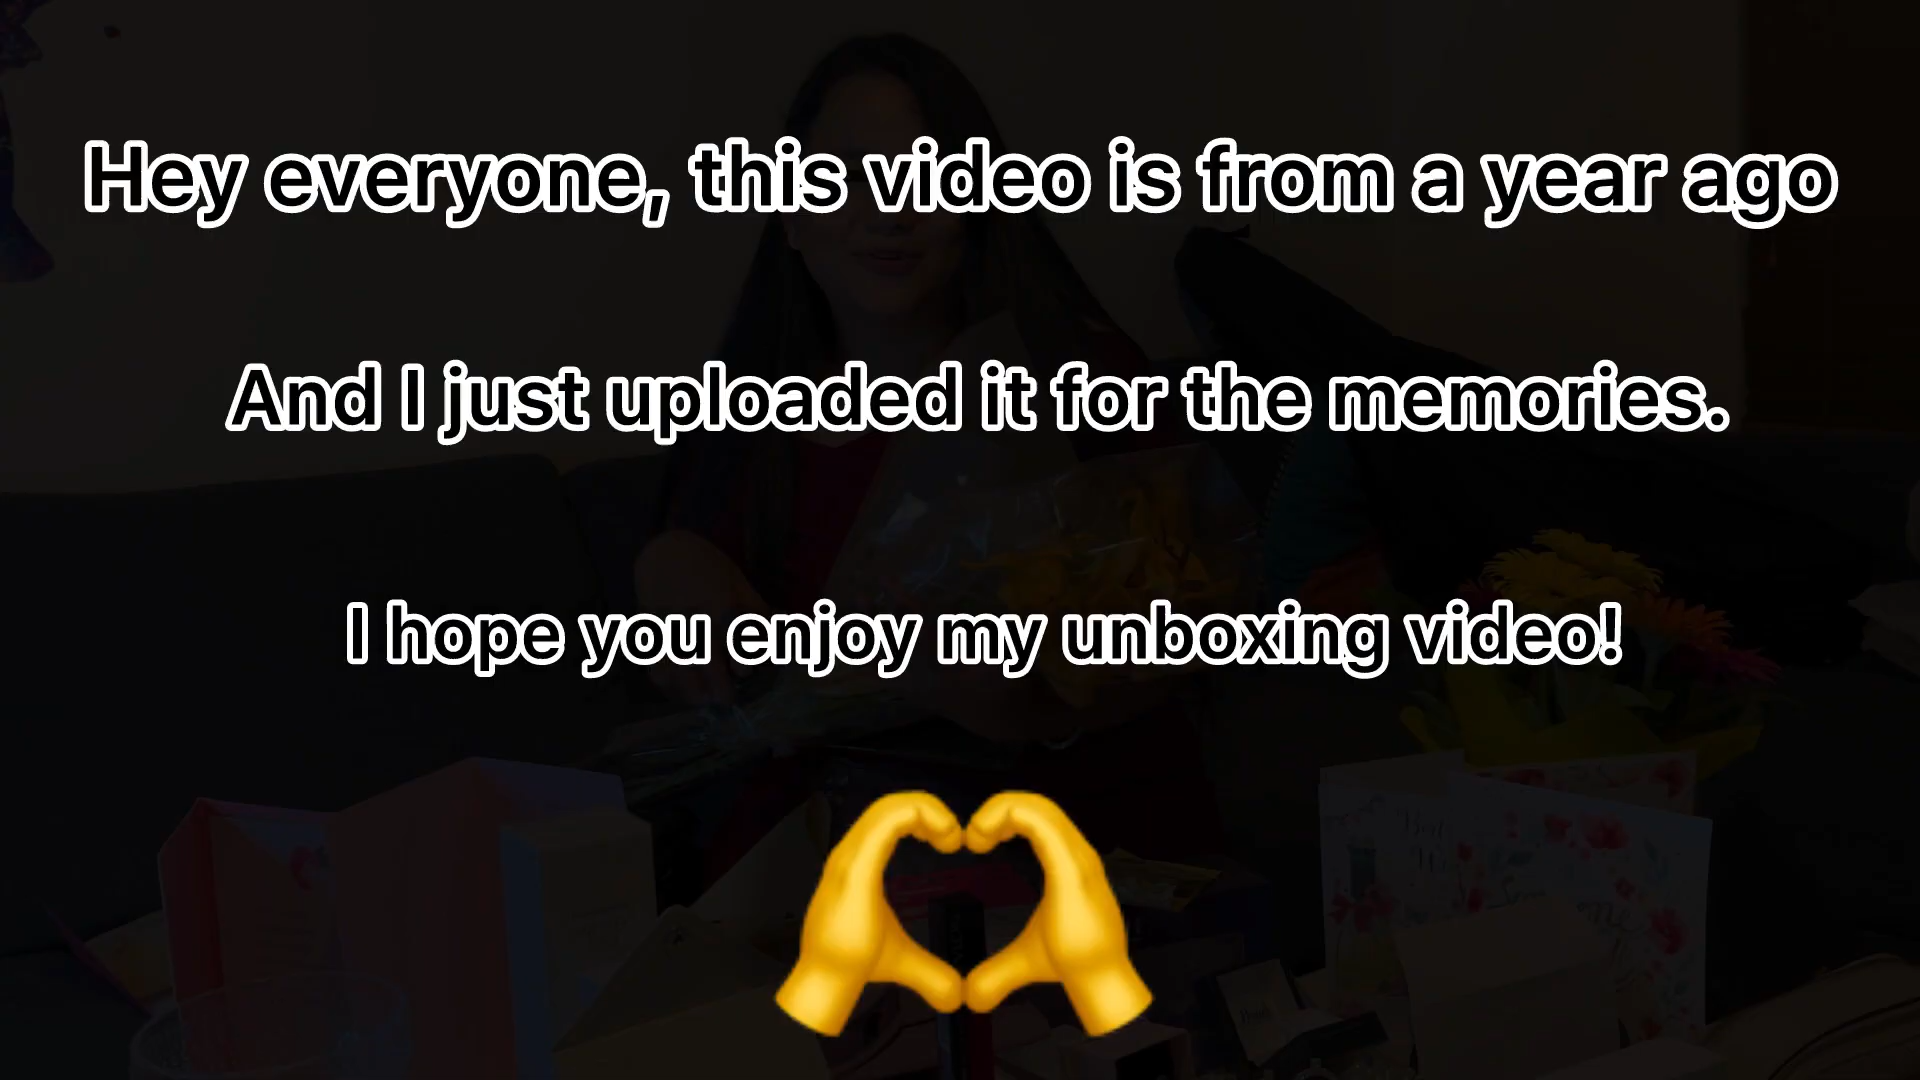 Hey everyone, this video is from a year ago
And I just uploaded it for the memories.
I hope you enjoy my unboxing video!